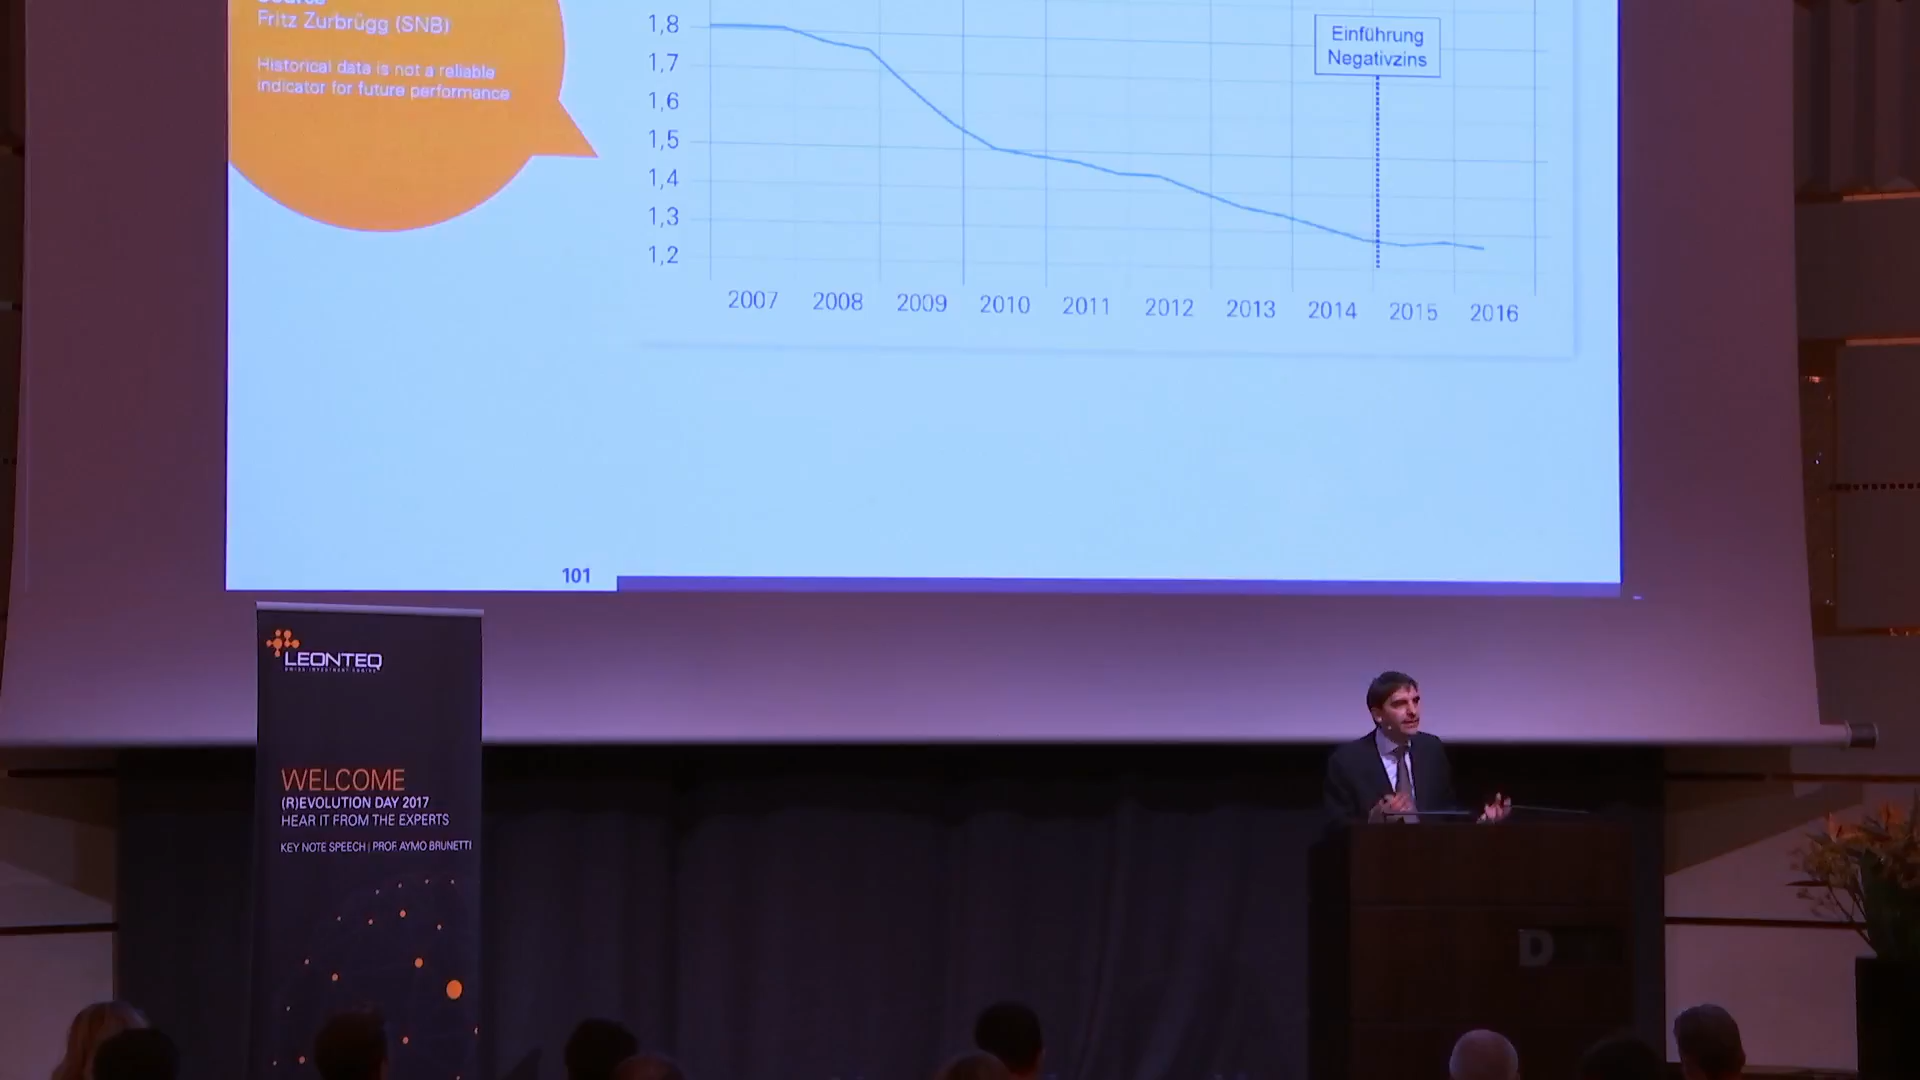 Fritz Zurbrügg (SNB)
Historical data is not a reliable
indicator for future performance
1,8
1,7
1,6
1,5
1,4
1,3
1,2
Einführung
Negativzins
2007 2008 2009 2010 2011 2012 2013 2014 2015 2016
101
LEONTEQ
WELCOME
(R)EVOLUTION DAY 2017
HEAR IT FROM THE EXPERTS
KEY NOTE SPEECH | PROF. AYMO BRUNETTI
D